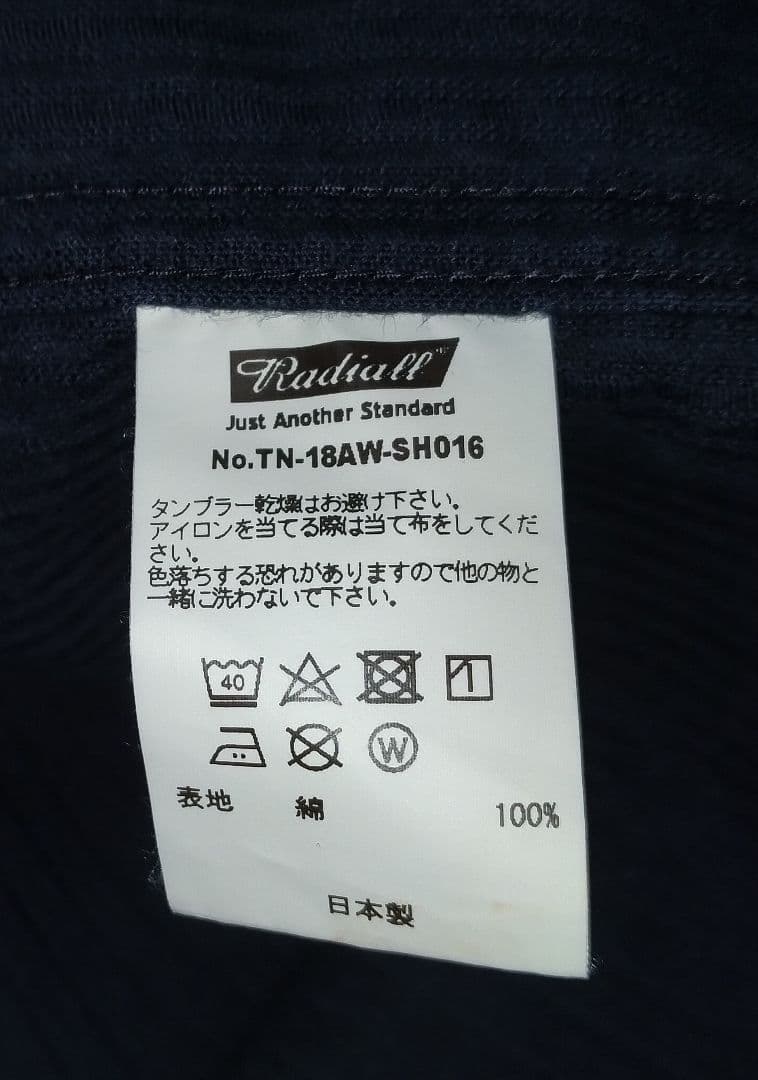 Radiall
Just Another Standard
No.TN-18AW-SH016
タンブラー乾燥はお避け下さい。
アイロンを当てる際は当て布をしてくだ
さい。
色落ちする恐れがありますので他の物と
一緒に洗わないで下さい。
40
W
表地 綿 100%
日本製